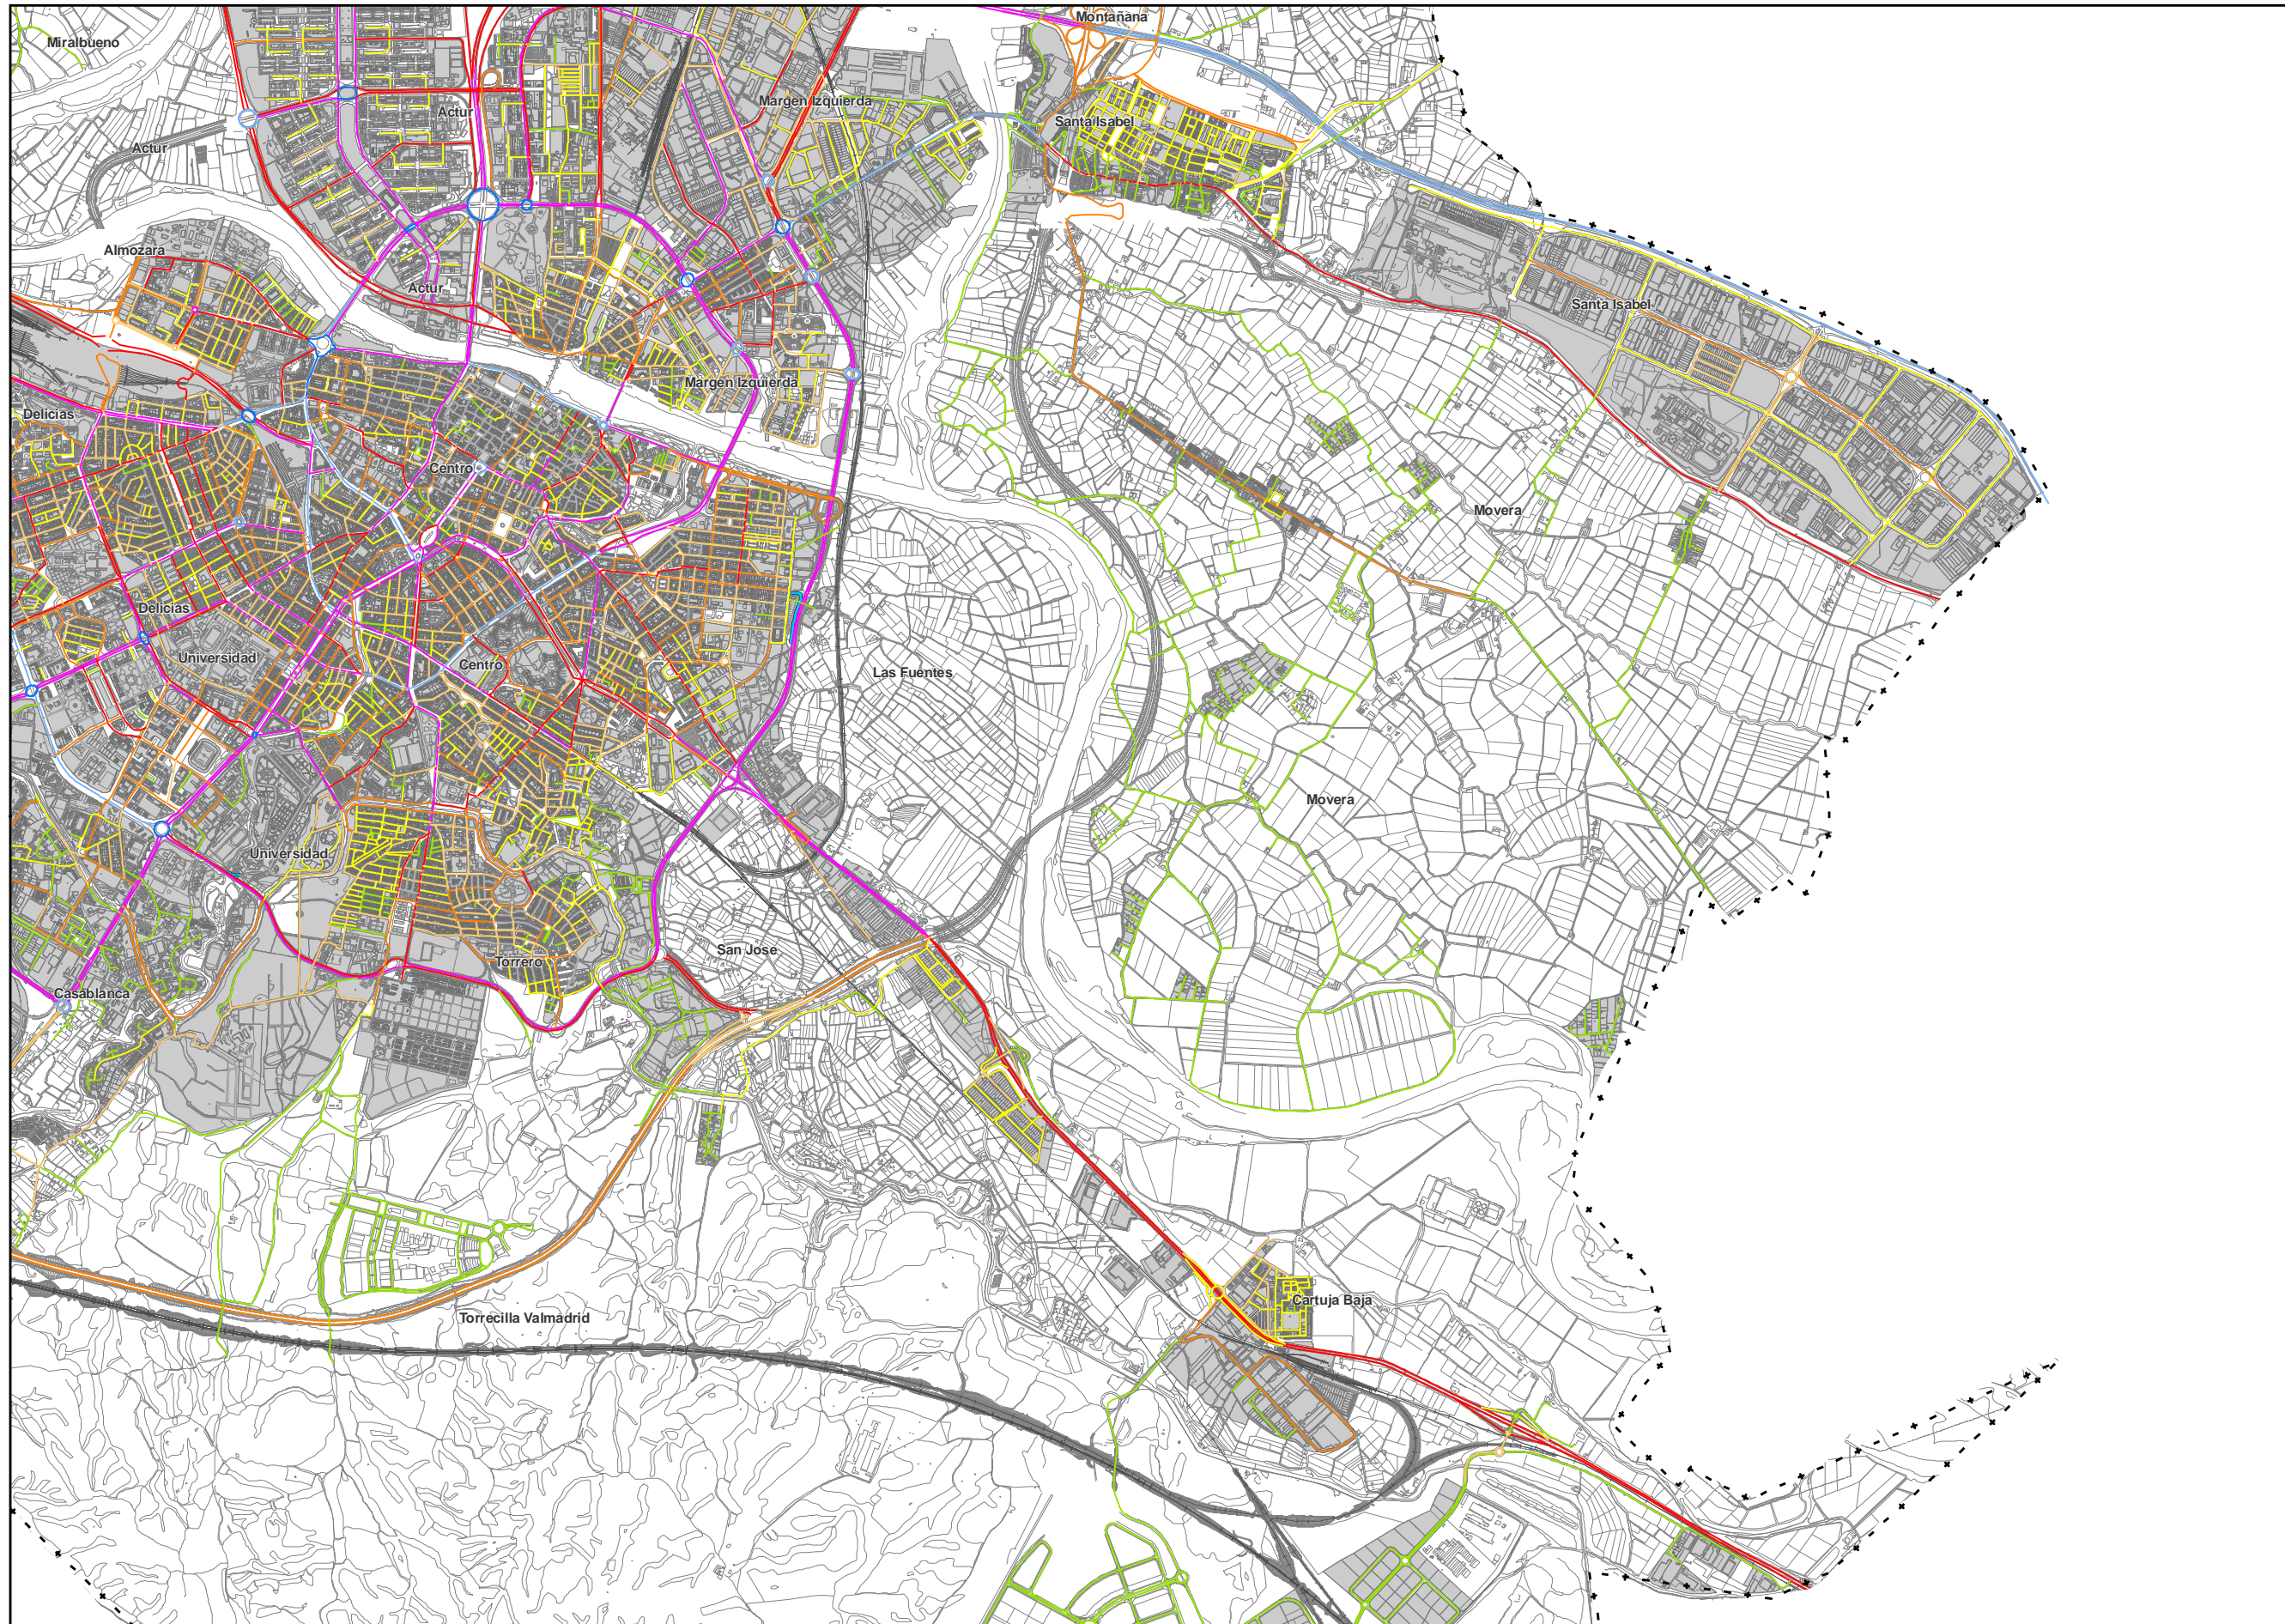 Montañana
Miralbueno
Margen Izquierda
Actur
Santa Isabel
Actur
Almozara
Actur
Santa Isabel
Margen Izquierda
Delicias
Centro
Movera
Delicias
Universidad
Centro
Las Fuentes
Movera
Universidad
San Jose
Torrero
Casablanca
Cartuja Baja
Torrecilla Valmadrid